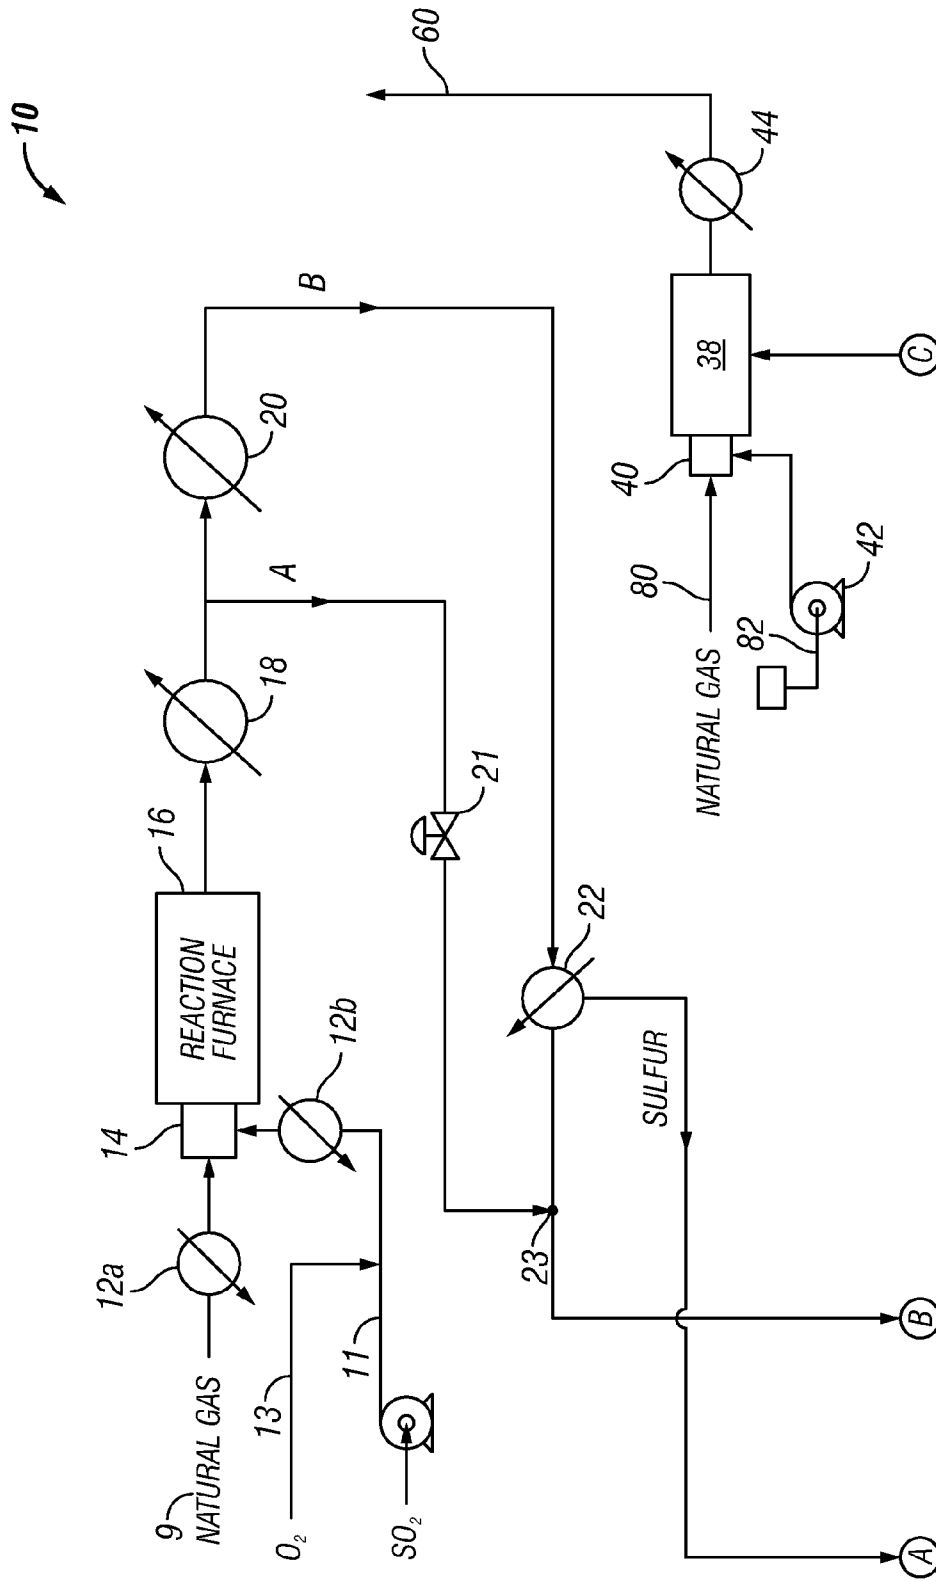 10
9
NATURAL GAS
12a
14
REACTION
FURNACE
16
18
20
A
B
O₂
13
SO₂
11
12b
21
22
23
SULFUR
60
44
38
40
80
NATURAL GAS
82
42
A
B
C